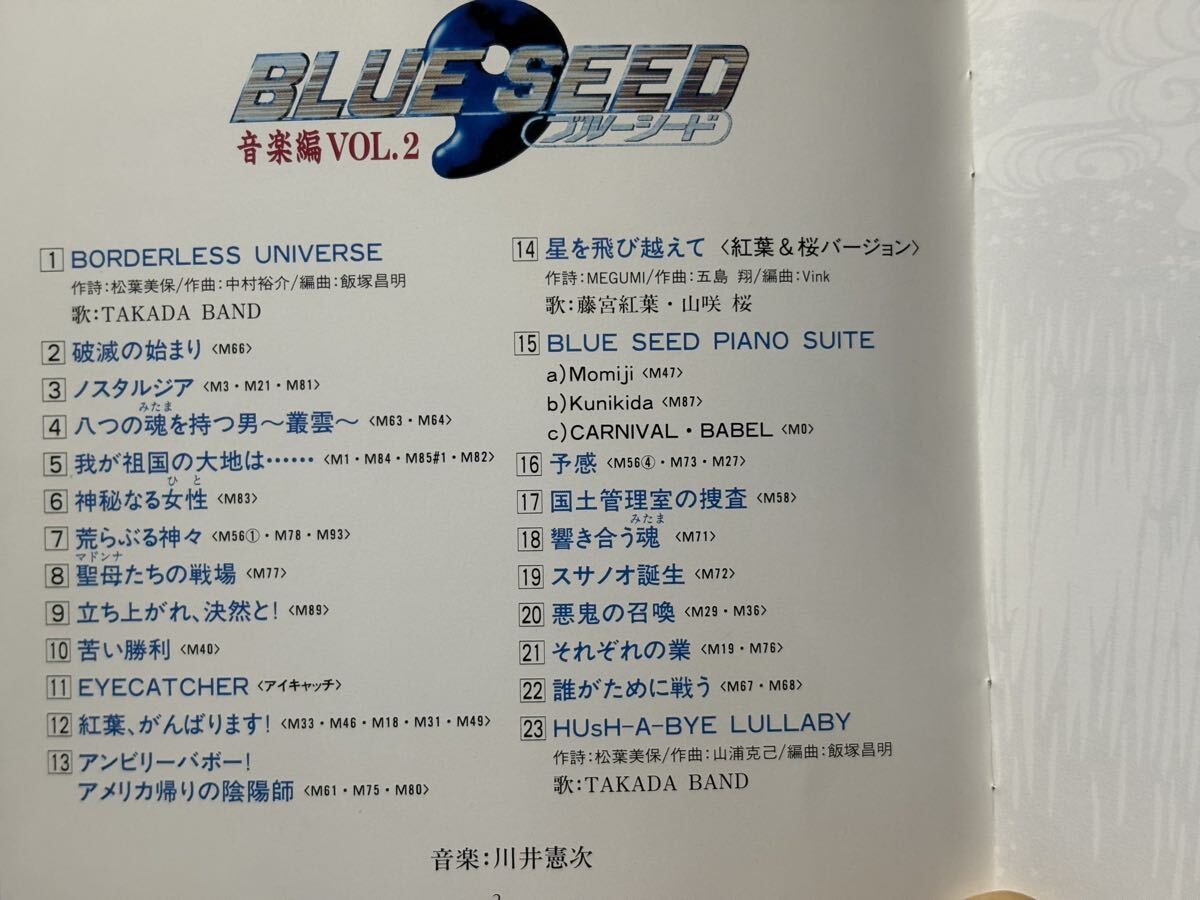 BLUE SEED
ブルーシード
音楽編 VOL.2
1 BORDERLESS UNIVERSE
作詩：松葉美保/作曲：中村裕介/編曲：飯塚昌明
歌：TAKADA BAND
2 破滅の始まり〈M66〉
3 ノスタルジア〈M3・M21・M81〉
みたま
4 八つの魂を持つ男～叢雲～〈M63・M64〉
5 我が祖国の大地は……〈M1・M84・M85#1・M82〉
ひと
6 神秘なる女性〈M83〉
7 荒らぶる神々〈M56①・M78・M93〉
マドンナ
8 聖母たちの戦場〈M77〉
9 立ち上がれ、決然と!〈M89〉
10 苦い勝利〈M40〉
11 EYECATCHER〈アイキャッチ〉
12 紅葉、がんばります!〈M33・M46・M18・M31・M49〉
13 アンビリーバボー!
アメリカ帰りの陰陽師〈M61・M75・M80〉
14 星を飛び越えて〈紅葉＆桜バージョン〉
作詩：MEGUMI/作曲：五島 翔/編曲：Vink
歌：藤宮紅葉・山咲 桜
15 BLUE SEED PIANO SUITE
a)Momiji〈M47〉
b)Kunikida〈M87〉
c)CARNIVAL・BABEL〈M0〉
16 予感〈M56④・M73・M27〉
17 国土管理室の捜査〈M58〉
みたま
18 響き合う魂〈M71〉
19 スサノオ誕生〈M72〉
20 悪鬼の召喚〈M29・M36〉
21 それぞれの業〈M19・M76〉
22 誰がために戦う〈M67・M68〉
23 HUsH-A-BYE LULLABY
作詩：松葉美保/作曲：山浦克己/編曲：飯塚昌明
歌：TAKADA BAND
音楽：川井憲次